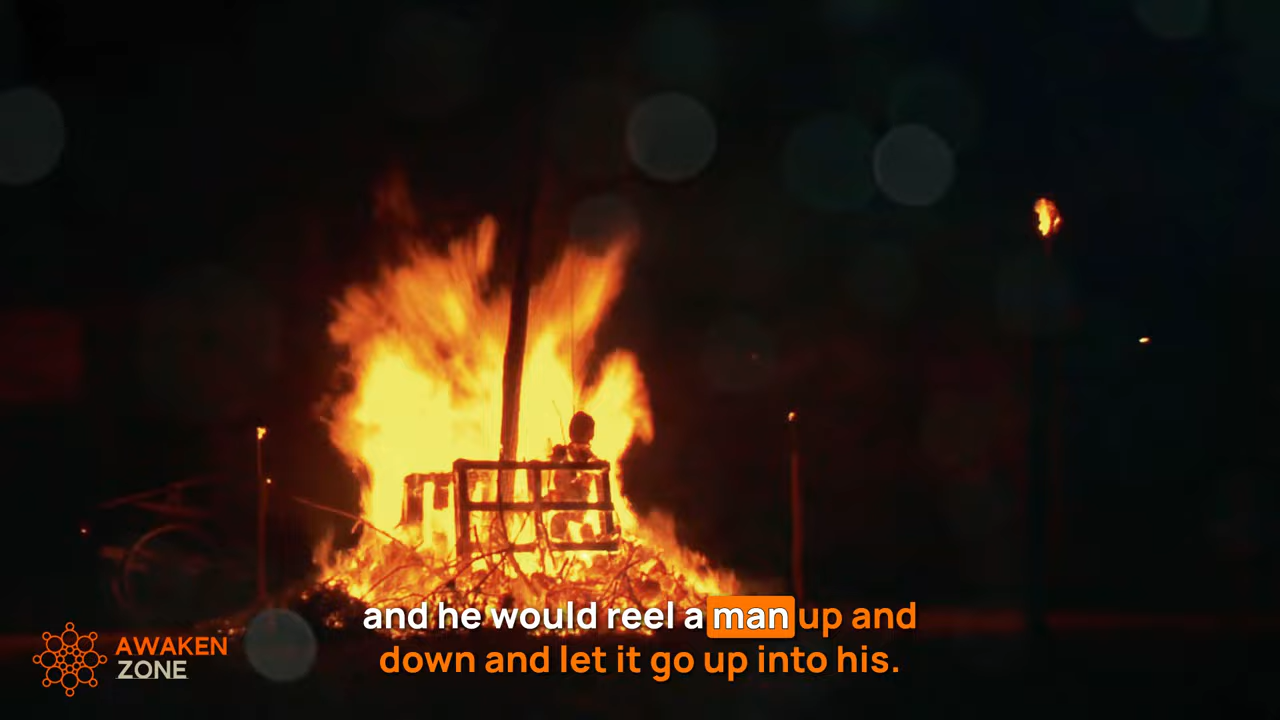 and he would reel a man up and
down and let it go up into his.
AWAKEN
ZONE